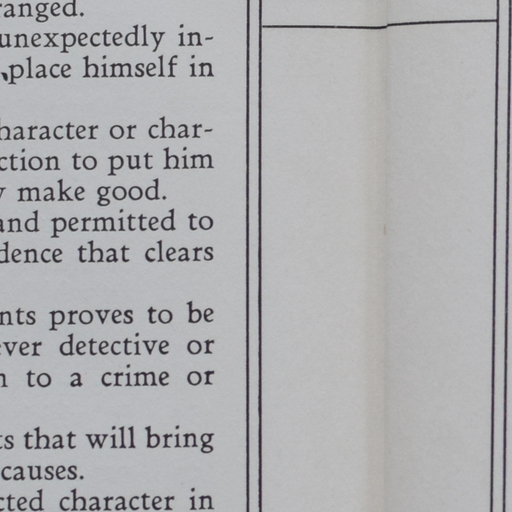 ranged.
unexpectedly in-
place himself in
haracter or char-
ction to put him
y make good.
and permitted to
dence that clears
nts proves to be
ever detective or
n to a crime or
ts that will bring
causes.
cted character in